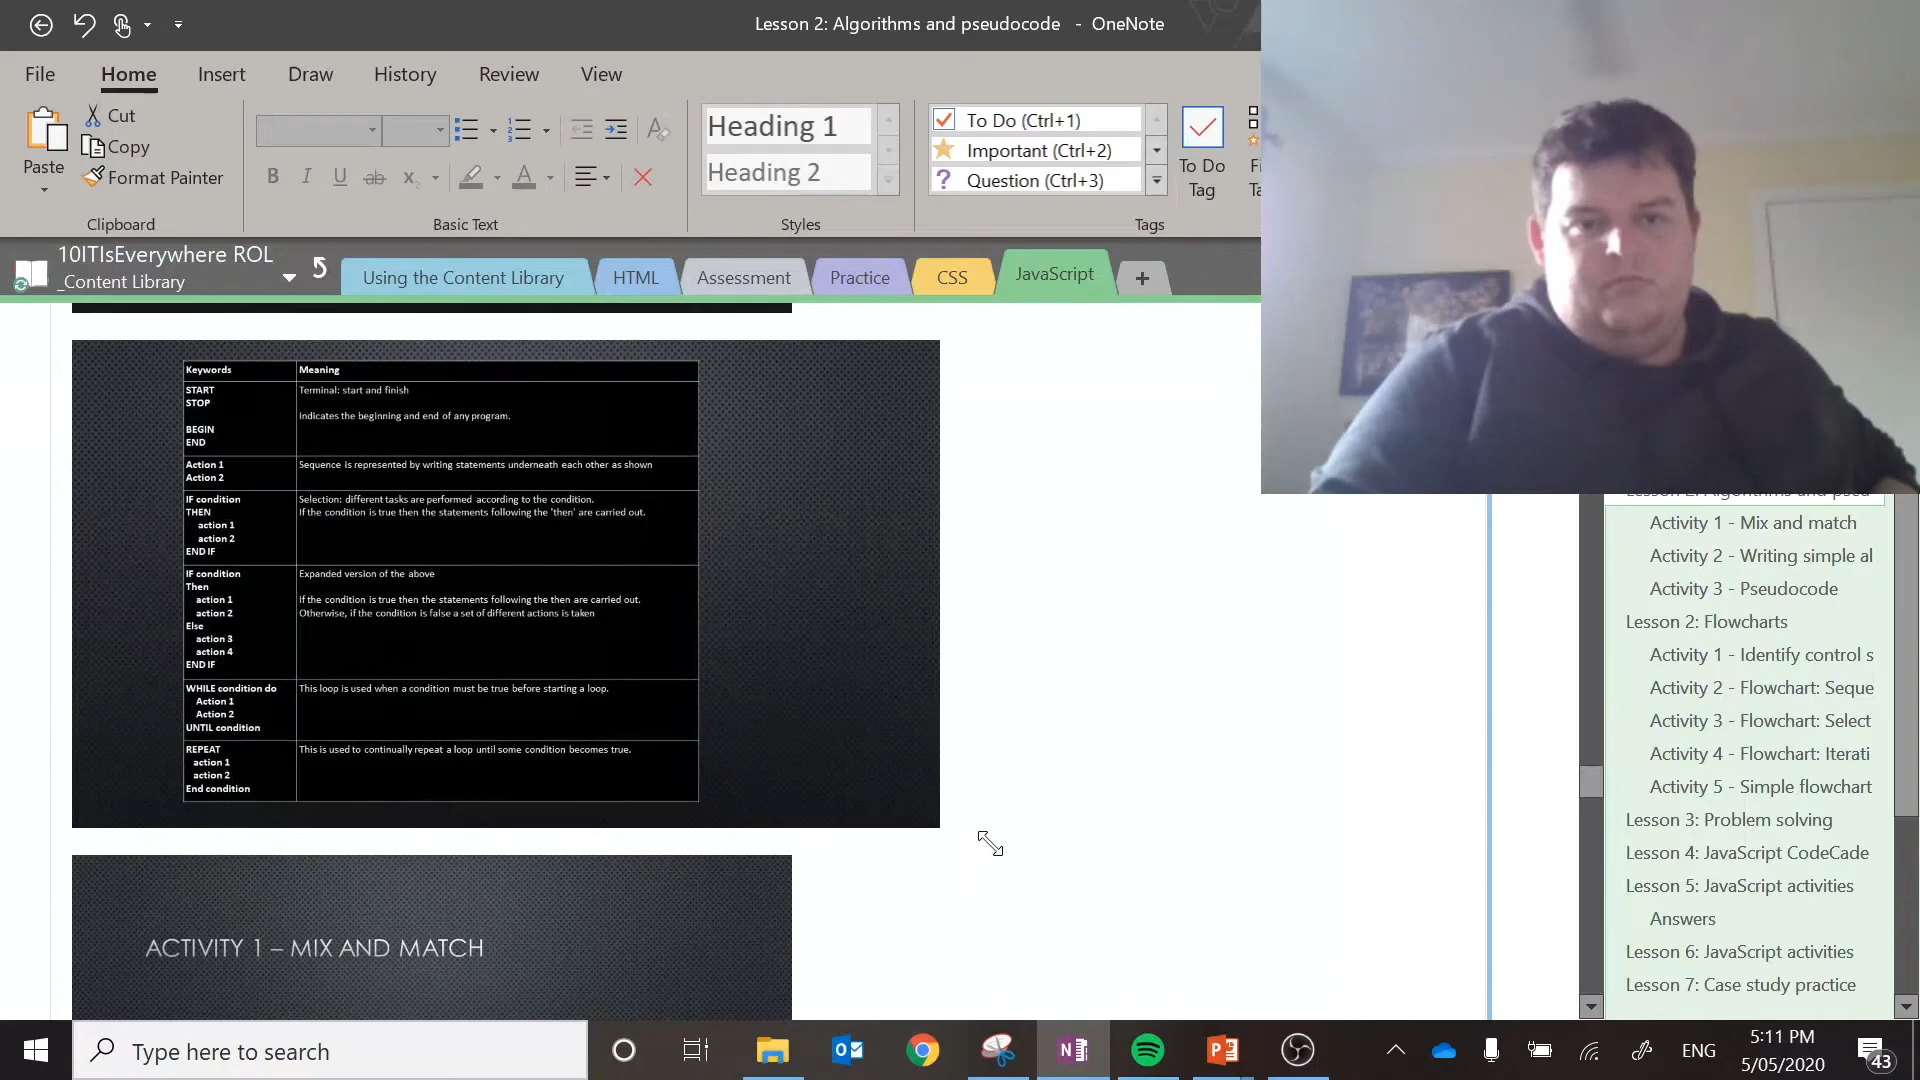 Lesson 2: Algorithms and pseudocode - OneNote
File Home Insert Draw History Review View
Paste
Cut
Copy
Format Painter
Clipboard
B I U ab x
A
Basic Text
Heading 1
Heading 2
Styles
To Do (Ctrl+1)
Important (Ctrl+2)
Question (Ctrl+3)
To Do
Tag
Tags
10ITIsEverywhere ROL
_Content Library
Using the Content Library HTML Assessment Practice CSS JavaScript +
Keywords Meaning
START Terminal: start and finish
STOP
Indicates the beginning and end of any program.
BEGIN
END
Action 1 Sequence is represented by writing statements underneath each other as shown
Action 2
IF condition Selection: different tasks are performed according to the condition.
THEN If the condition is true then the statements following the 'then' are carried out.
action 1
action 2
END IF
IF condition Expanded version of the above
Then
action 1 If the condition is true then the statements following the then are carried out.
action 2 Otherwise, if the condition is false a set of different actions is taken
Else
action 3
action 4
END IF
WHILE condition do This loop is used when a condition must be true before starting a loop.
Action 1
Action 2
UNTIL condition
REPEAT This is used to continually repeat a loop until some condition becomes true.
action 1
action 2
End condition
ACTIVITY 1 – MIX AND MATCH
Activity 1 - Mix and match
Activity 2 - Writing simple al
Activity 3 - Pseudocode
Lesson 2: Flowcharts
Activity 1 - Identify control s
Activity 2 - Flowchart: Seque
Activity 3 - Flowchart: Select
Activity 4 - Flowchart: Iterati
Activity 5 - Simple flowchart
Lesson 3: Problem solving
Lesson 4: JavaScript CodeCade
Lesson 5: JavaScript activities
Answers
Lesson 6: JavaScript activities
Lesson 7: Case study practice
Type here to search
ENG
5:11 PM
5/05/2020
43